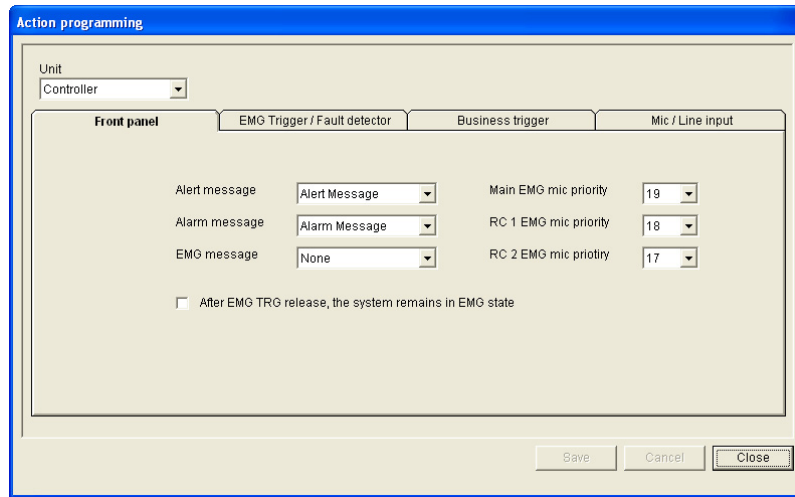 Action programming
Unit
Controller
Front panel EMG Trigger / Fault detector Business trigger Mic / Line input
Alert message Alert Message Main EMG mic priority 19
Alarm message Alarm Message RC 1 EMG mic priority 18
EMG message None RC 2 EMG mic priotiry 17
After EMG TRG release, the system remains in EMG state
Save Cancel Close